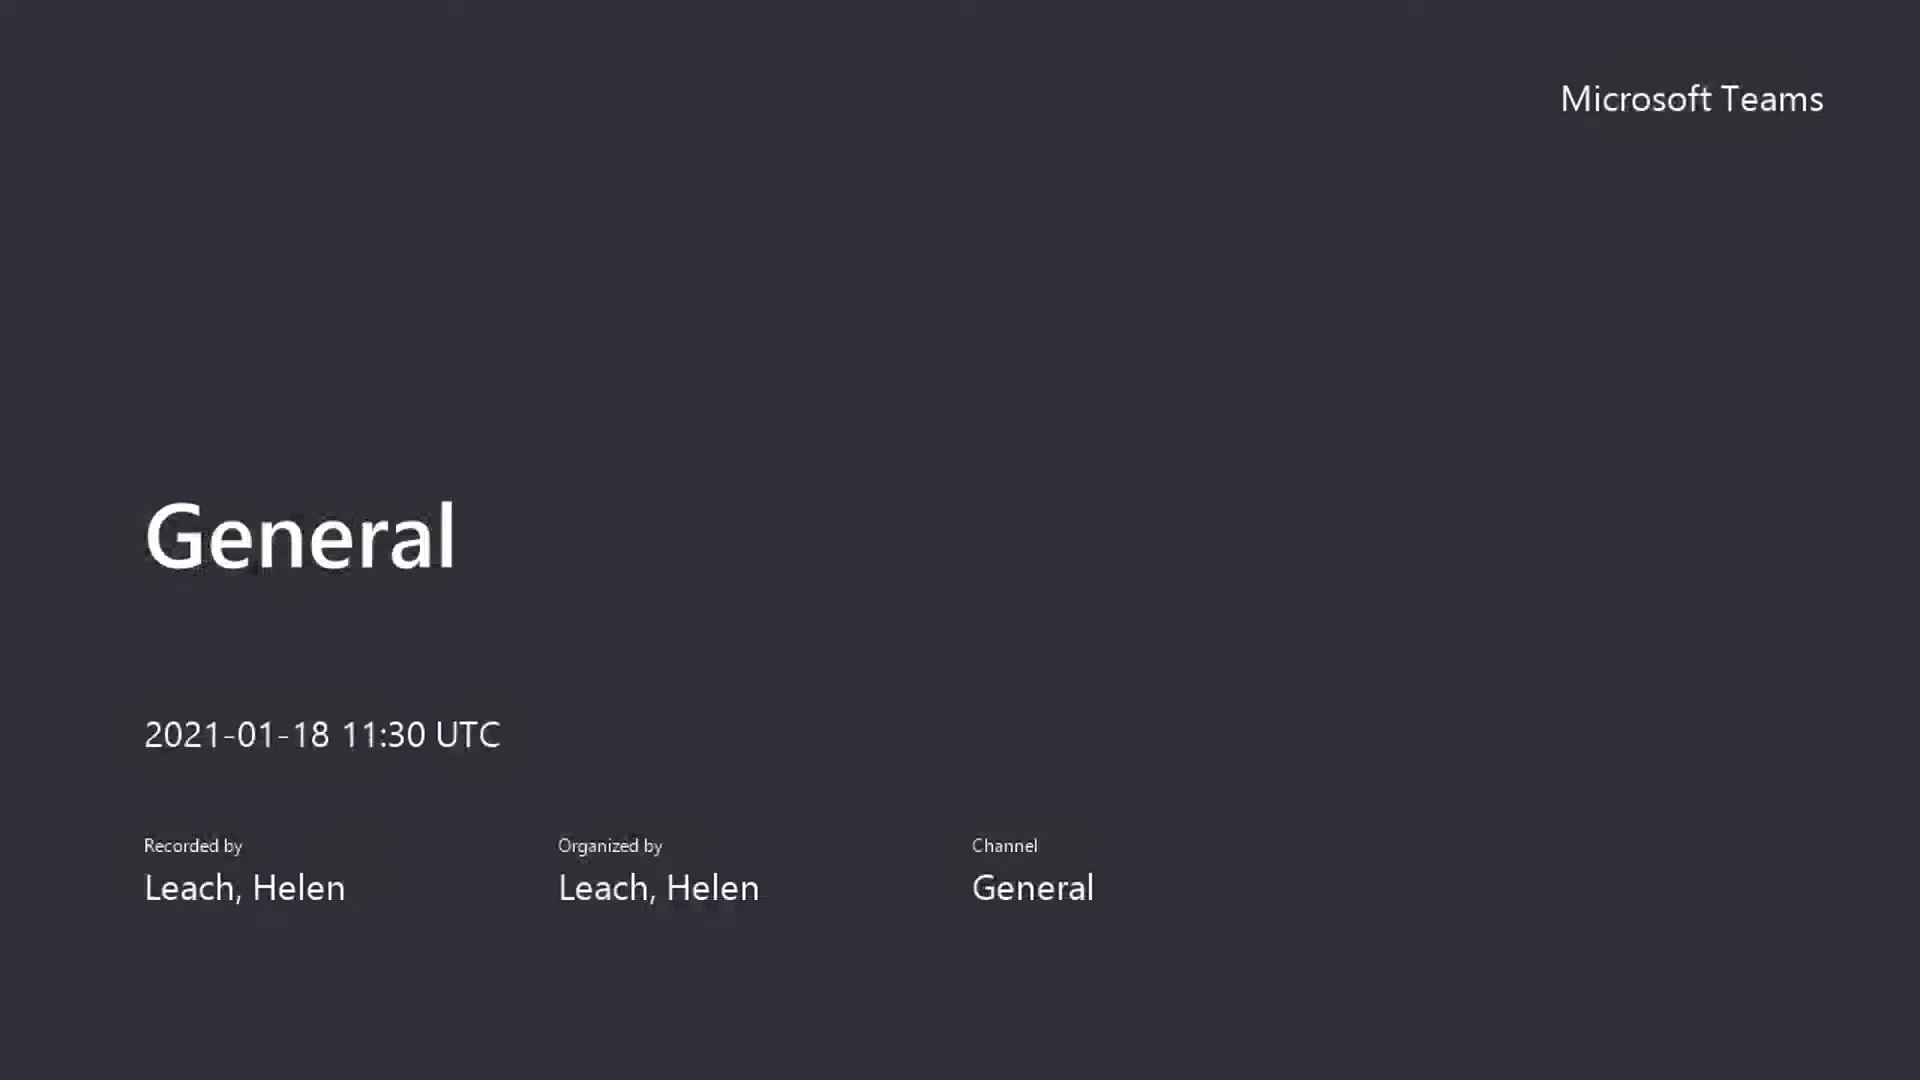 Microsoft Teams
General
2021-01-18 11:30 UTC
Recorded by
Leach, Helen
Organized by
Leach, Helen
Channel
General